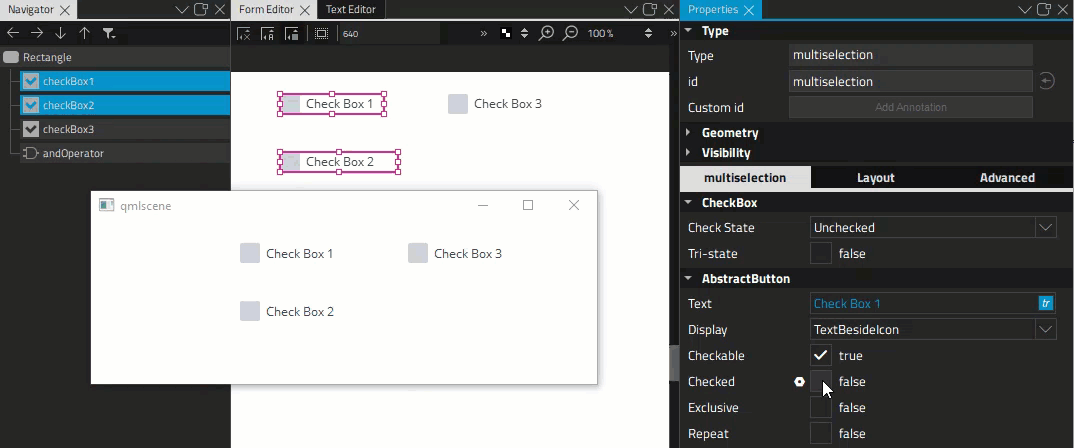 Navigator
Rectangle
checkBox1
checkBox2
checkBox3
andOperator
Form Editor
Text Editor
640
»
100 %
»
Check Box 1
Check Box 3
Check Box 2
qmlscene
Check Box 1
Check Box 3
Check Box 2
Properties
Type
Type multiselection
id multiselection
Custom id Add Annotation
Geometry
Visibility
multiselection Layout Advanced
CheckBox
Check State Unchecked
Tri-state false
AbstractButton
Text Check Box 1 tr
Display TextBesideIcon
Checkable true
Checked false
Exclusive false
Repeat false